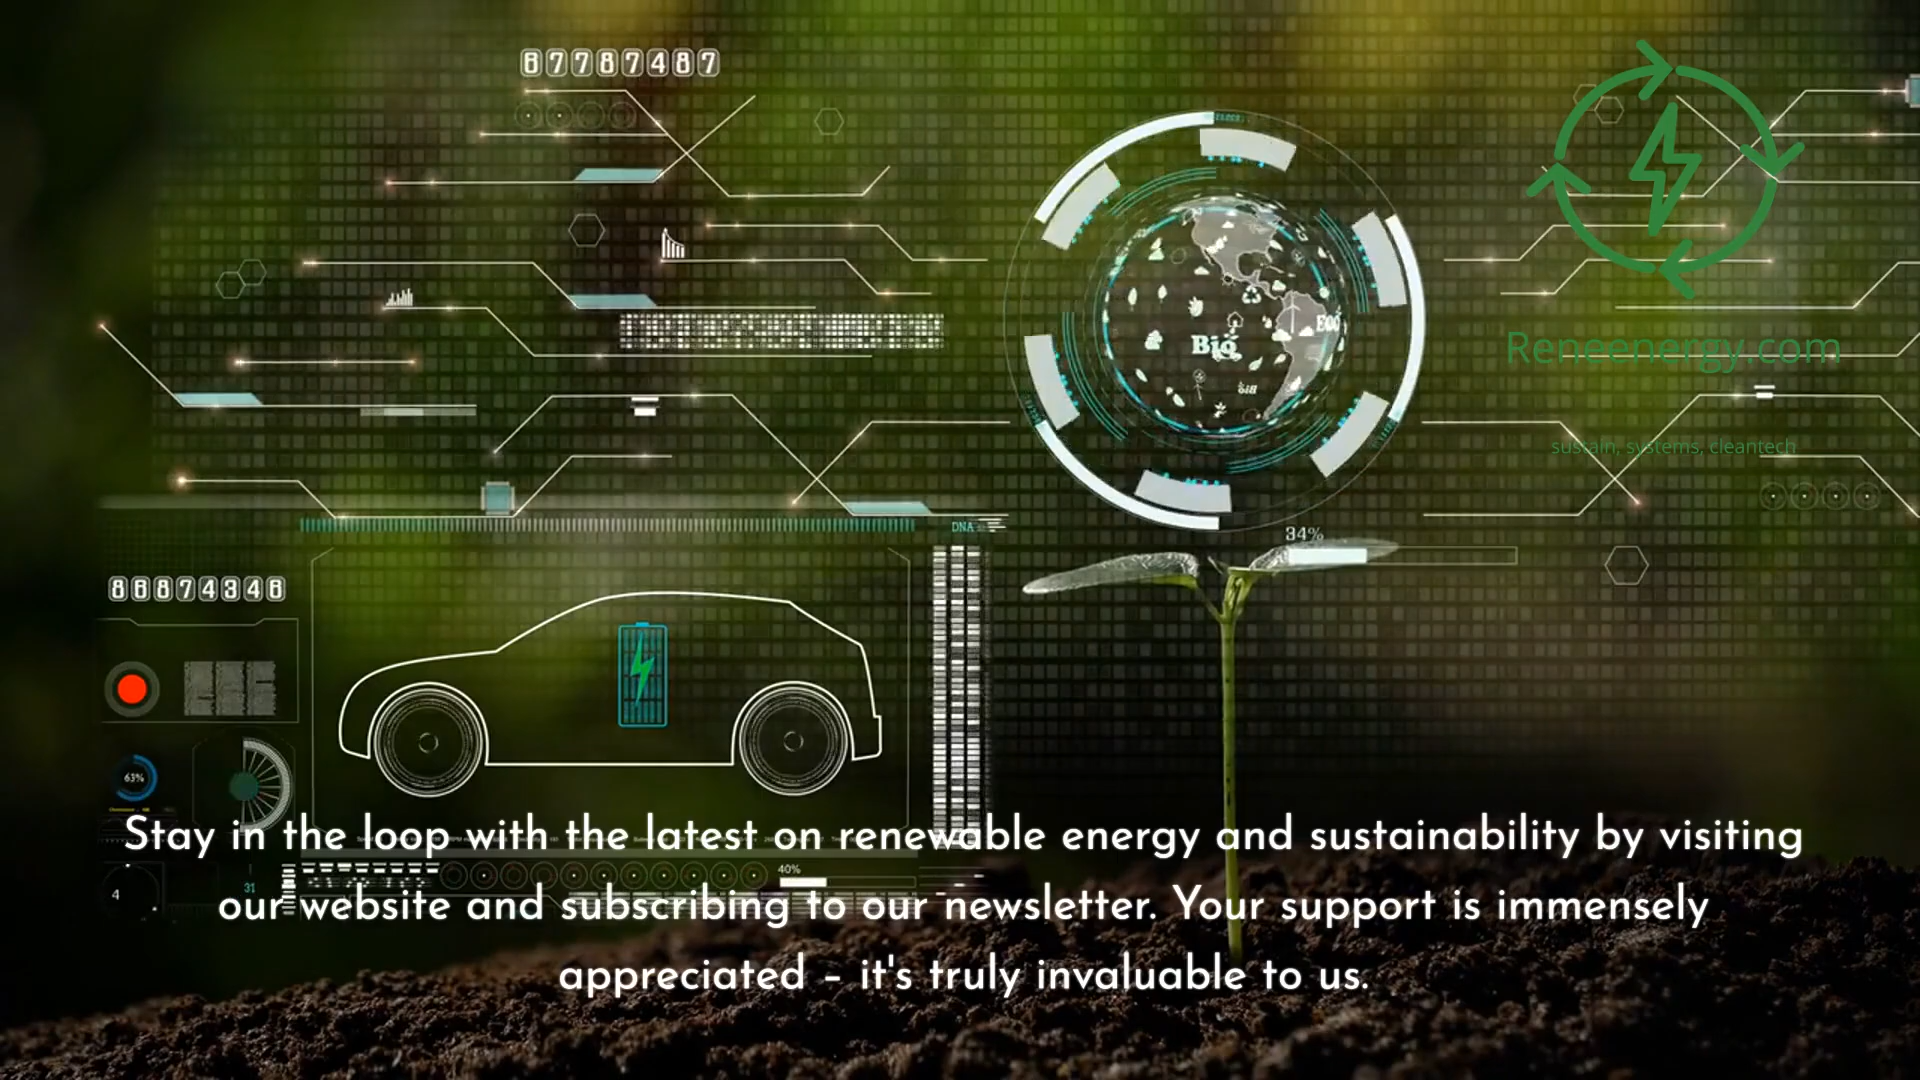 67787487
Reneenergy.com
Eco
Big
Big
sustain, systems, cleantech
DNA
34%
88874346
63%
Stay in the loop with the latest on renewable energy and sustainability by visiting
our website and subscribing to our newsletter. Your support is immensely
appreciated – it's truly invaluable to us.
40%
31
4